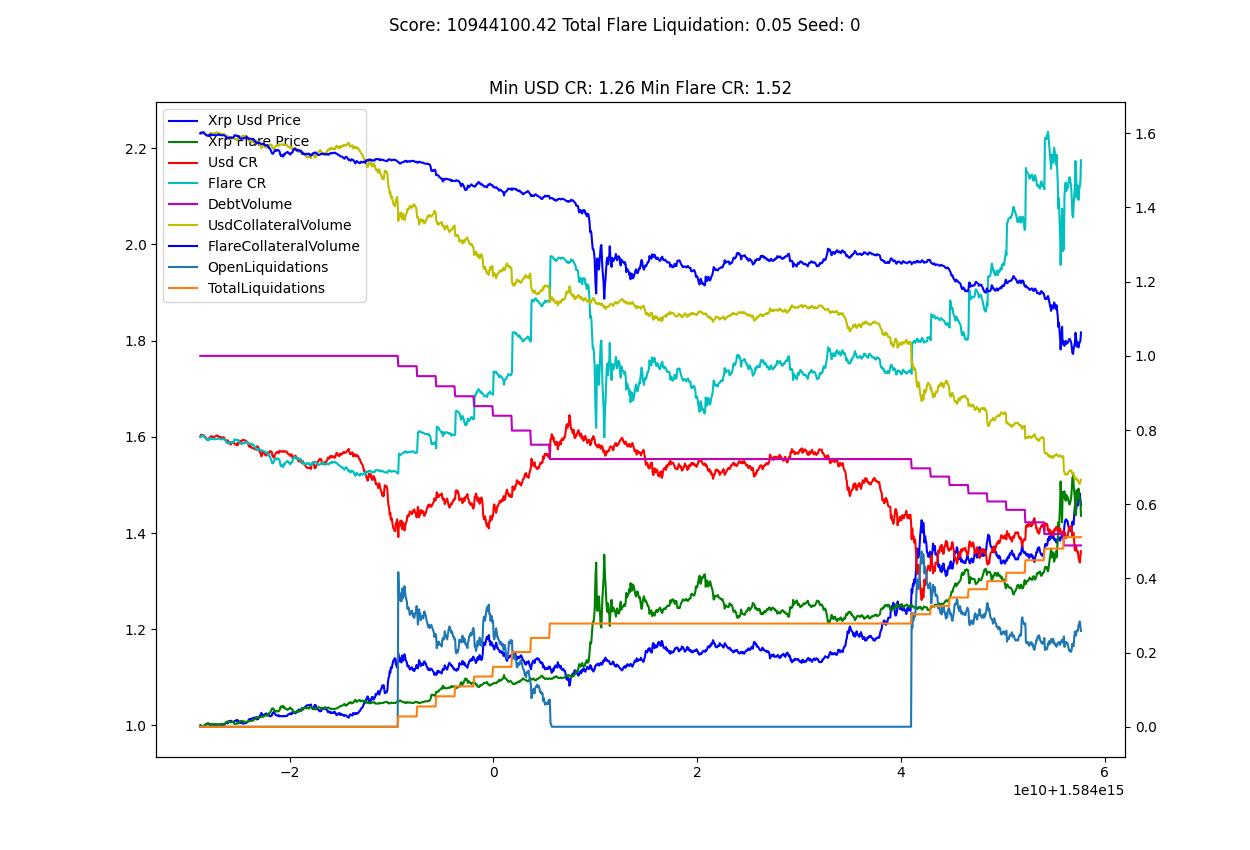 Score: 10944100.42 Total Flare Liquidation: 0.05 Seed: 0
Min USD CR: 1.26 Min Flare CR: 1.52
Xrp Usd Price
Xrp Flare Price
Usd CR
Flare CR
DebtVolume
UsdCollateralVolume
FlareCollateralVolume
OpenLiquidations
TotalLiquidations
2.2
2.0
1.8
1.6
1.4
1.2
1.0
1.6
1.4
1.2
1.0
0.8
0.6
0.4
0.2
0.0
−2 0 2 4 6
1e10+1.584e15